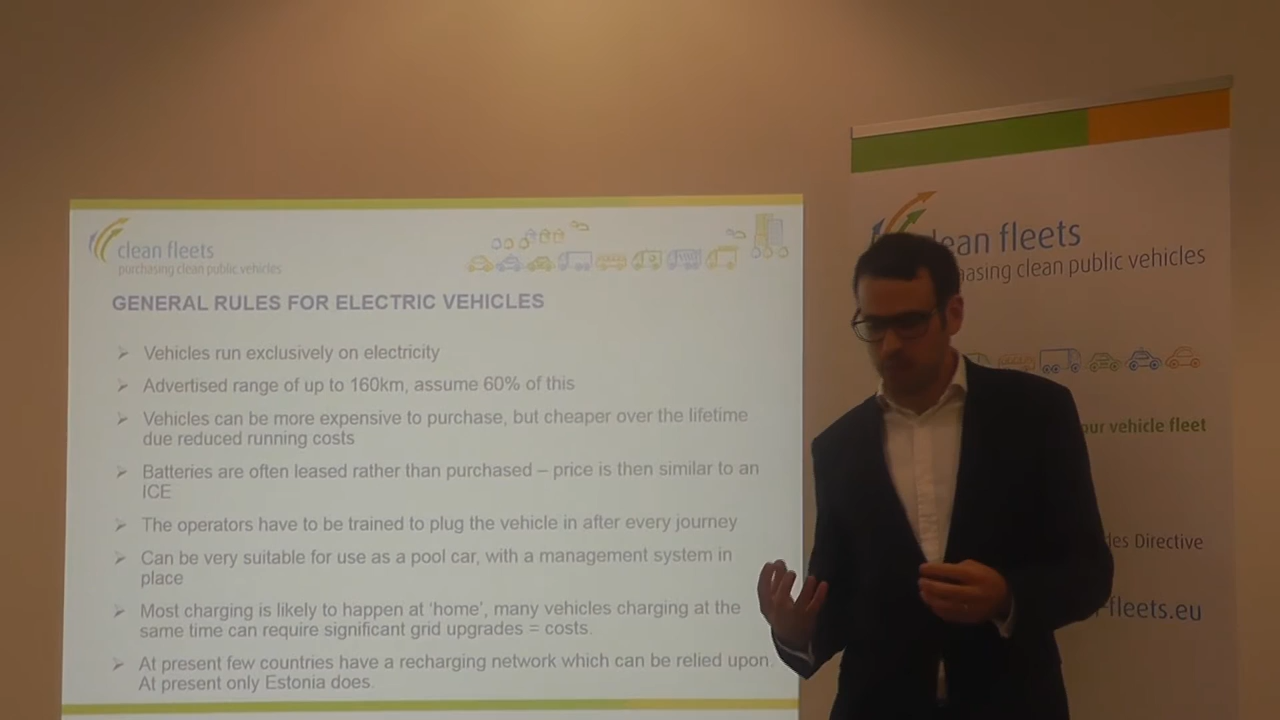 clean fleets
purchasing clean public vehicles
GENERAL RULES FOR ELECTRIC VEHICLES
Vehicles run exclusively on electricity
Advertised range of up to 160km, assume 60% of this
Vehicles can be more expensive to purchase, but cheaper over the lifetime
due reduced running costs
Batteries are often leased rather than purchased – price is then similar to an
ICE
The operators have to be trained to plug the vehicle in after every journey
Can be very suitable for use as a pool car, with a management system in
place
Most charging is likely to happen at 'home', many vehicles charging at the
same time can require significant grid upgrades = costs.
At present few countries have a recharging network which can be relied upon.
At present only Estonia does.
ean fleets
asing clean public vehicles
our vehicle fleet
les Directive
-fleets.eu